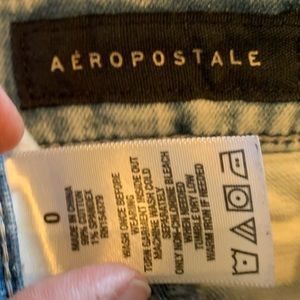 AÉROPOSTALE
0
MADE IN CHINA
COTTON
1% SPANDEX
WASH ONCE BEFORE
WEARING
TURN GARMENT INSIDE OUT
MACHINE WASH COLD
SEPARATELY
ONLY NON-CHLORINE BLEACH
WHEN NEEDED
TUMBLE DRY LOW
WARM IRON IF NEEDED